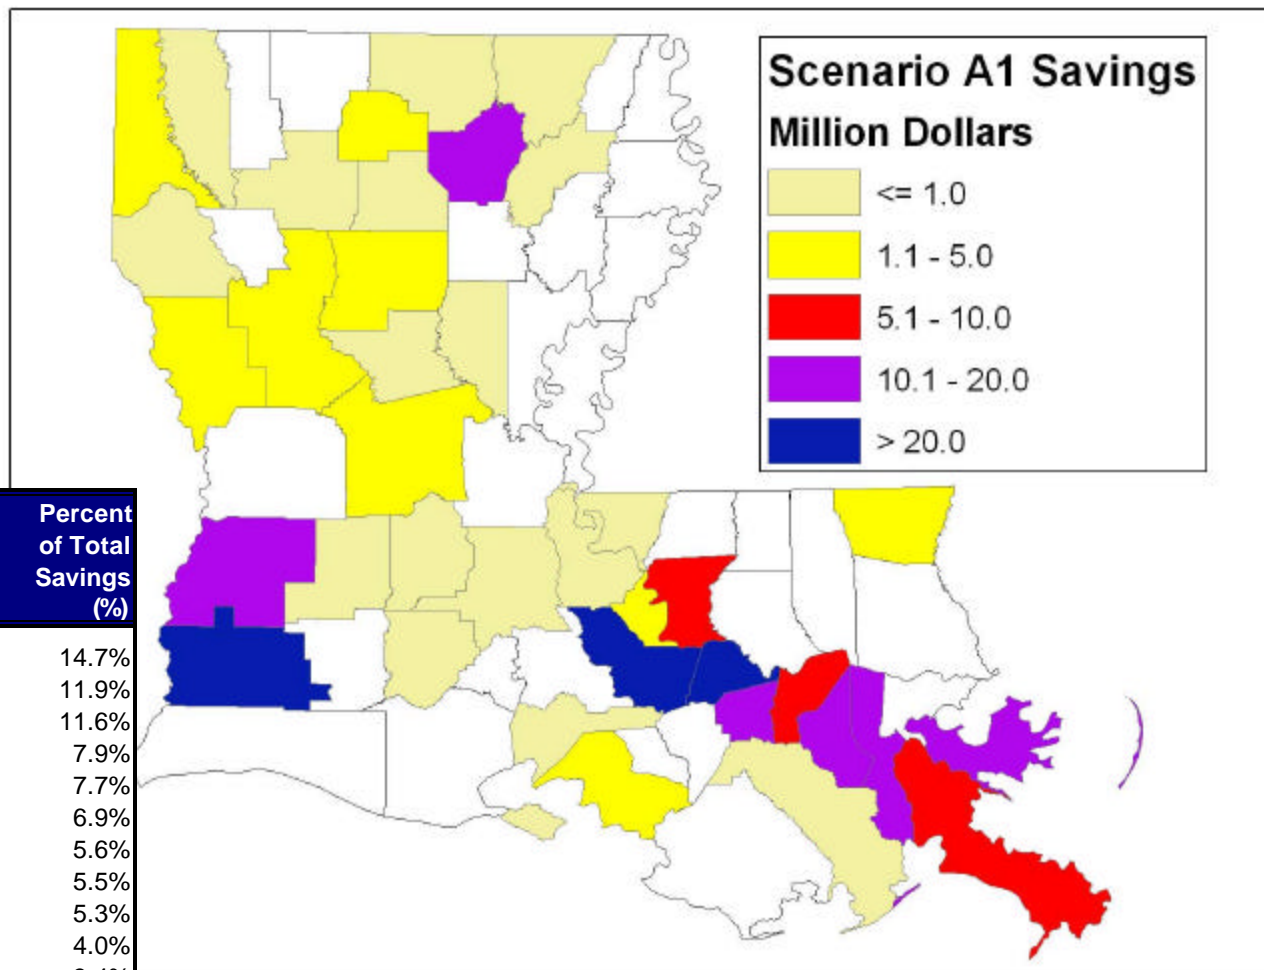 Scenario A1 Savings
Million Dollars
<= 1.0
1.1 - 5.0
5.1 - 10.0
10.1 - 20.0
> 20.0
Percent
of Total
Savings
(%)
14.7%
11.9%
11.6%
7.9%
7.7%
6.9%
5.6%
5.5%
5.3%
4.0%